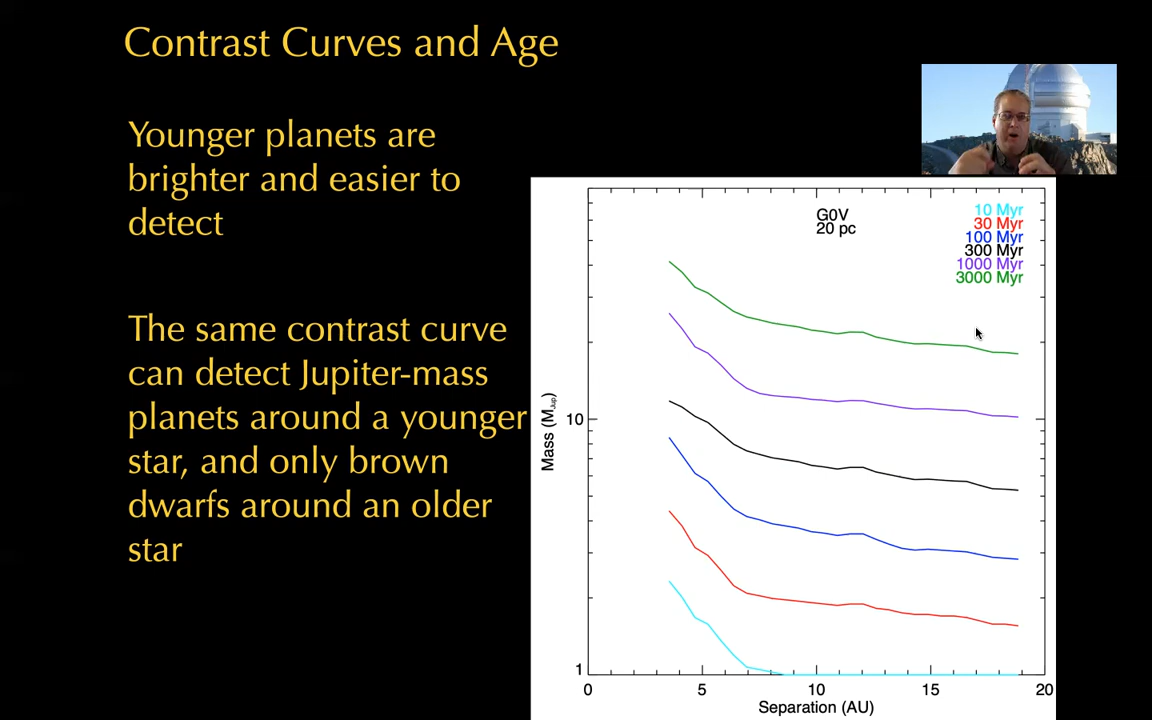 Contrast Curves and Age
Younger planets are
brighter and easier to
detect
The same contrast curve
can detect Jupiter-mass
planets around a younger
star, and only brown
dwarfs around an older
star
G0V
20 pc
10 Myr
30 Myr
100 Myr
300 Myr
1000 Myr
3000 Myr
Mass (MJup)
10
1
0 5 10 15 20
Separation (AU)